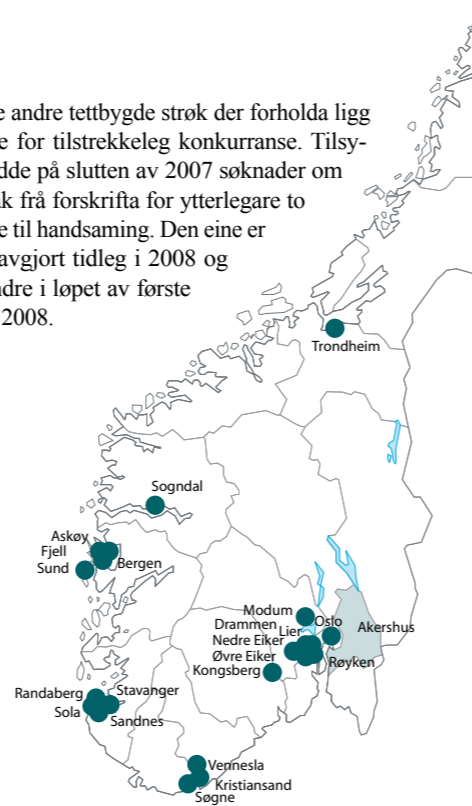 e andre tettbygde strøk der forholda ligg
e for tilstrekkeleg konkurranse. Tilsy-
dde på slutten av 2007 søknader om
ak frå forskrifta for ytterlegare to
e til handsaming. Den eine er
avgjort tidleg i 2008 og
ndre i løpet av første
2008.
Trondheim
Sogndal
Askøy
Fjell
Bergen
Sund
Modum
Drammen
Lier
Oslo
Akershus
Nedre Eiker
Øvre Eiker
Røyken
Kongsberg
Randaberg
Stavanger
Sola
Sandnes
Vennesla
Kristiansand
Søgne